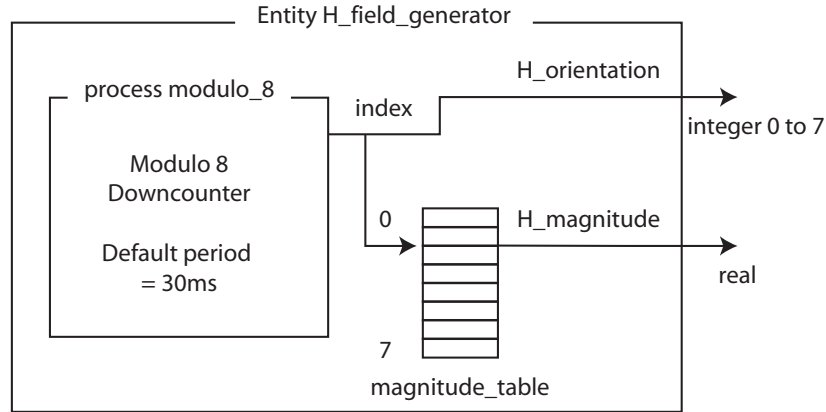 Entity H_field_generator
process modulo_8
Modulo 8
Downcounter
Default period
= 30ms
index
H_orientation
integer 0 to 7
0
H_magnitude
real
7
magnitude_table